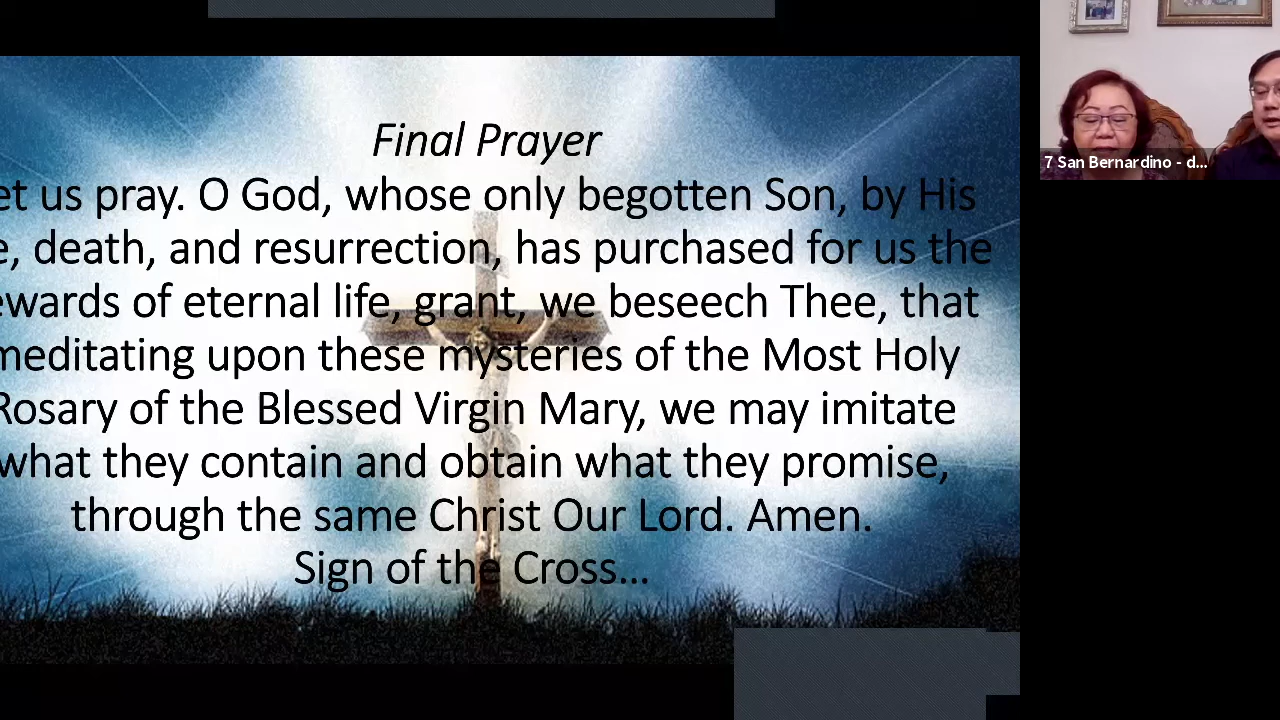 Final Prayer
et us pray. O God, whose only begotten Son, by His
e, death, and resurrection, has purchased for us the
ewards of eternal life, grant, we beseech Thee, that
meditating upon these mysteries of the Most Holy
Rosary of the Blessed Virgin Mary, we may imitate
what they contain and obtain what they promise,
through the same Christ Our Lord. Amen.
Sign of the Cross...
7 San Bernardino - d...